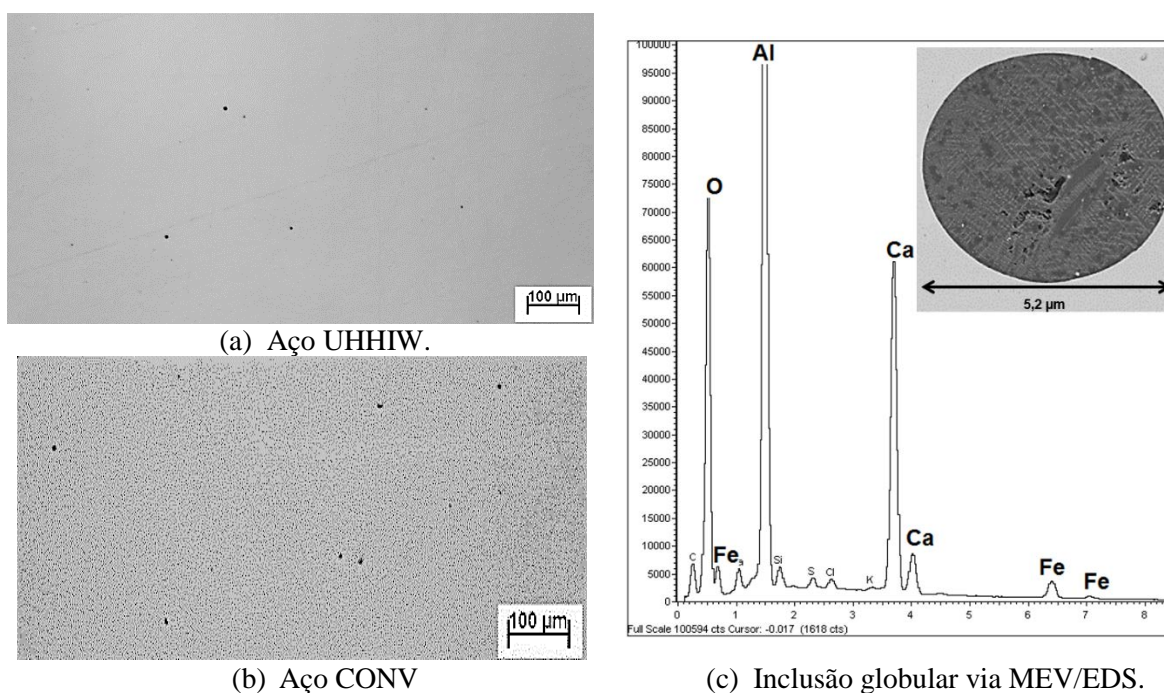 100 µm
(a) Aço UHHIW.
100 µm
(b) Aço CONV
100000
95000
90000
85000
80000
75000
70000
65000
60000
55000
50000
45000
40000
35000
30000
25000
20000
15000
10000
5000
0
Al
O
Ca
Ca
C
Fe
Si
S
Cl
K
Fe
Fe
5,2 µm
0 1 2 3 4 5 6 7 8
Full Scale 100594 cts Cursor: -0.017 (1618 cts)
(c) Inclusão globular via MEV/EDS.